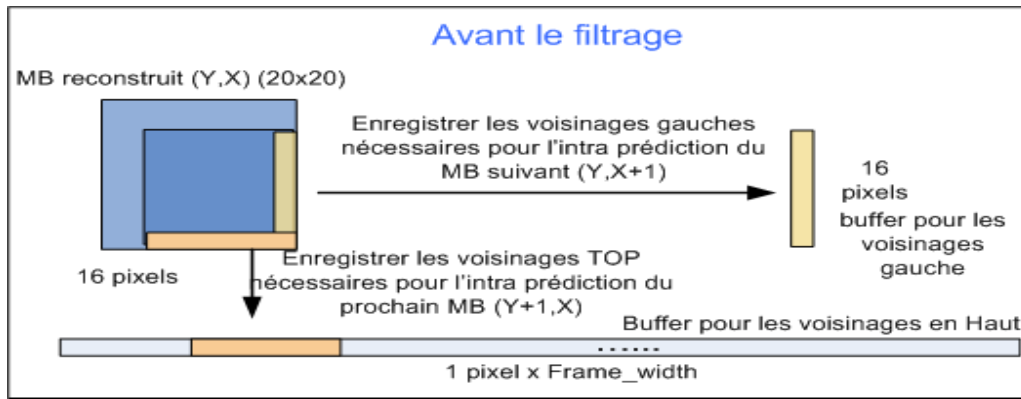 Avant le filtrage
MB reconstruit (Y,X) (20x20)
Enregistrer les voisinages gauches
nécessaires pour l'intra prédiction du
MB suivant (Y,X+1)
16
pixels
buffer pour les
voisinages
gauche
16 pixels
Enregistrer les voisinages TOP
nécessaires pour l'intra prédiction du
prochain MB (Y+1,X)
Buffer pour les voisinages en Haut
......
1 pixel x Frame_width